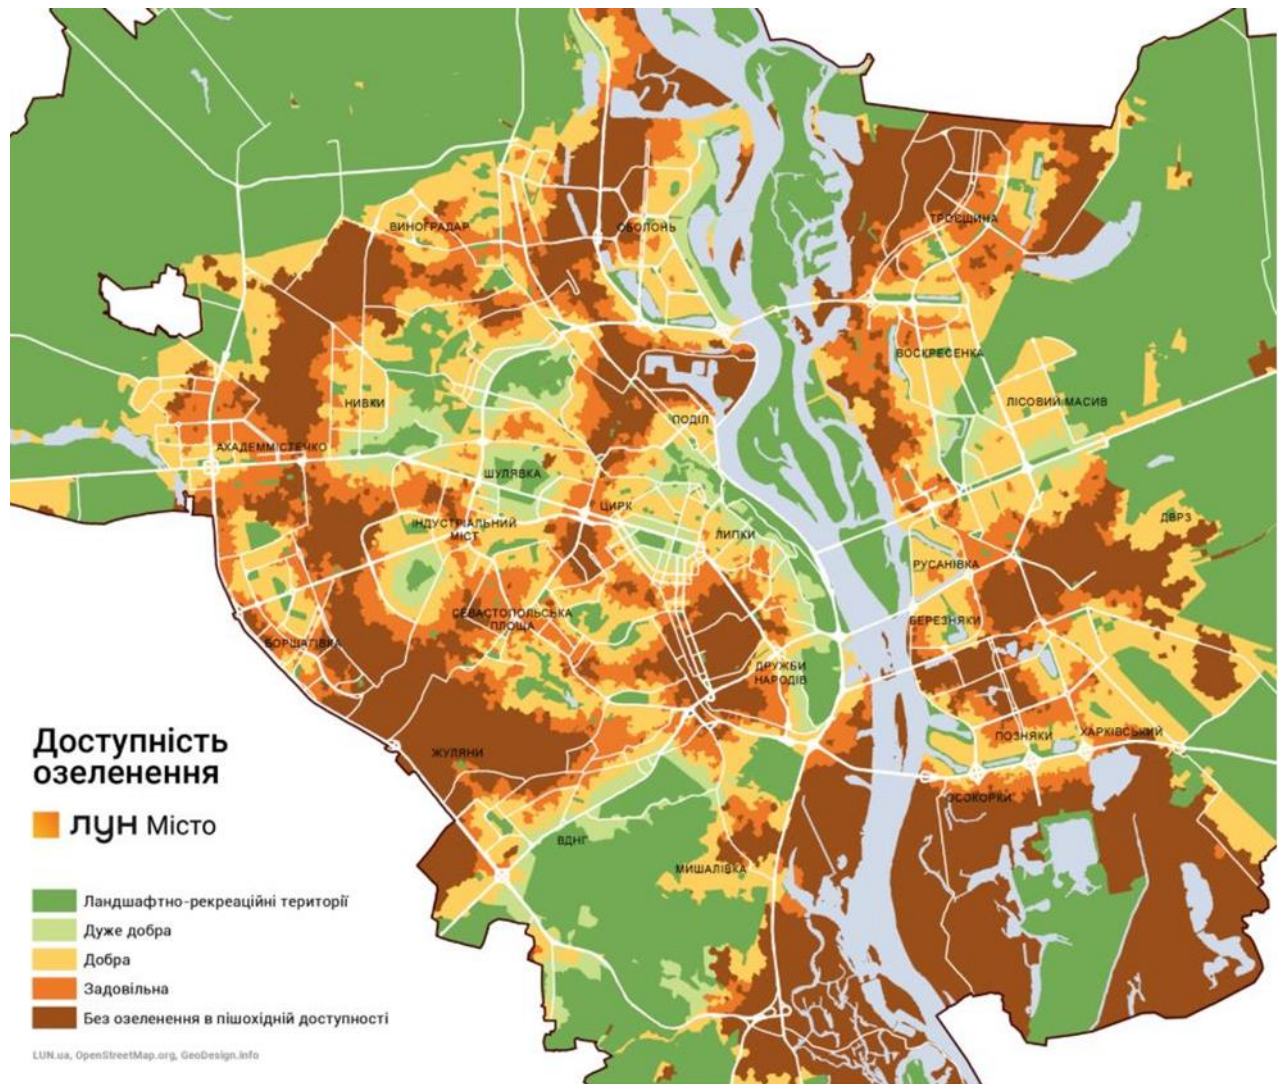 ВИНОГРАДАР
ОБОЛОНЬ
ТРОЄЩИНА
ВОСКРЕСЕНКА
НИВКИ
ЛІСОВИЙ МАСИВ
ПОДІЛ
АКАДЕММІСТЕЧКО
ШУЛЯВКА
ЦИРК
ІНДУСТРІАЛЬНИЙ
МІСТ
ЛИПКИ
ДВРЗ
РУСАНІВКА
СЕВАСТОПОЛЬСЬКА
ПЛОЩА
БЕРЕЗНЯКИ
БОРЩАГІВКА
ДРУЖБИ
НАРОДІВ
ПОЗНЯКИ
ХАРКІВСЬКИЙ
ЖУЛЯНИ
ОСОКОРКИ
ВДНГ
МИШАЛІВКА
Доступність
озеленення
ЛУН Місто
Ландшафтно-рекреаційні території
Дуже добра
Добра
Задовільна
Без озеленення в пішохідній доступності
LUN.ua, OpenStreetMap.org, GeoDesign.info